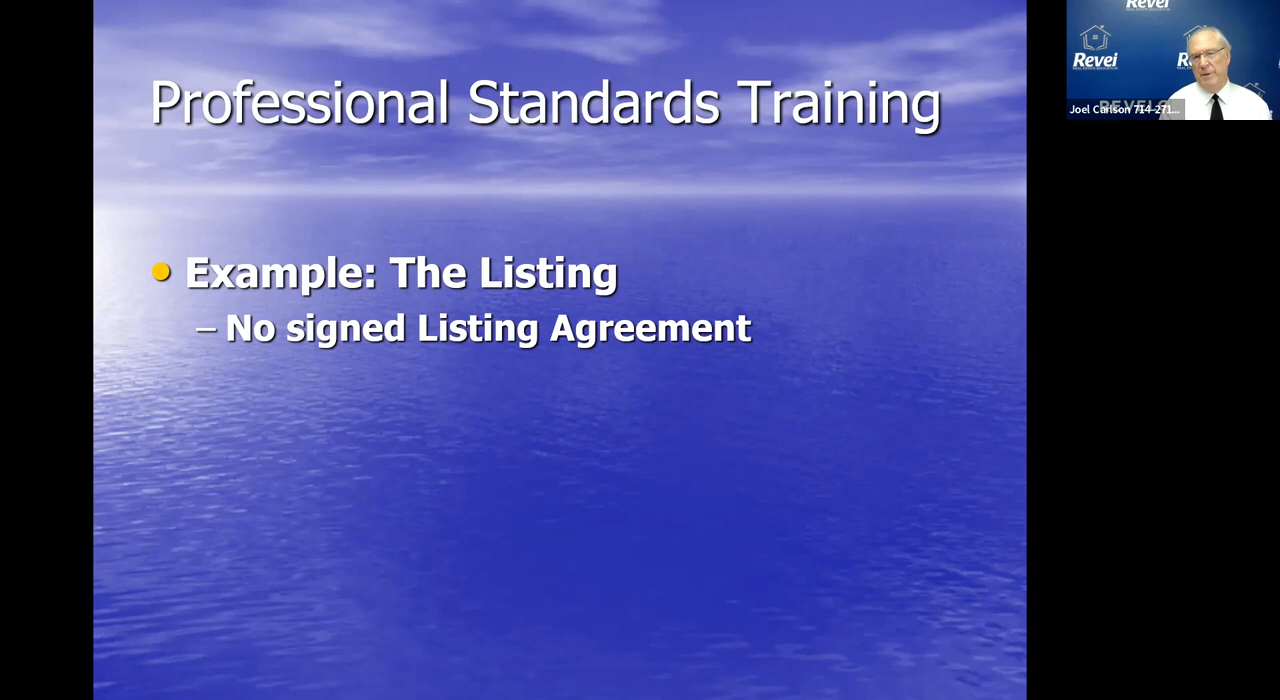 Professional Standards Training
Example: The Listing
– No signed Listing Agreement
Revei
Revei
Joel Carlson 714-271...